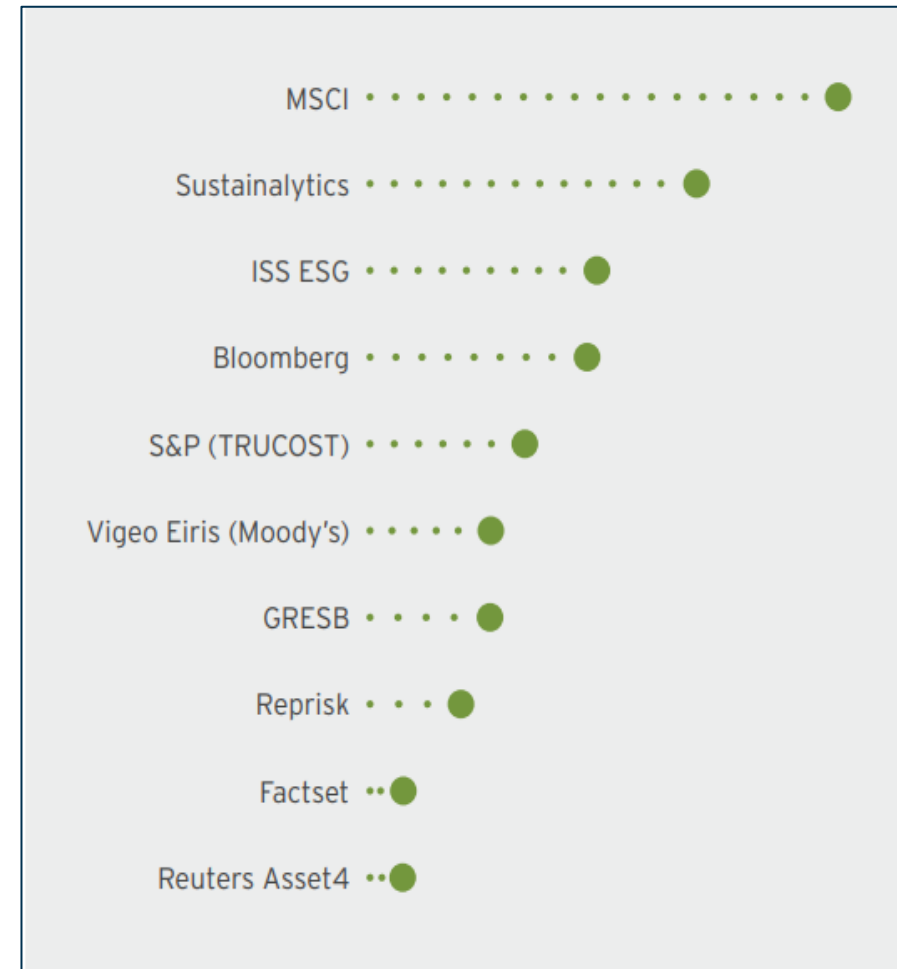 MSCI
Sustainalytics
ISS ESG
Bloomberg
S&P (TRUCOST)
Vigeo Eiris (Moody’s)
GRESB
Reprisk
Factset
Reuters Asset4